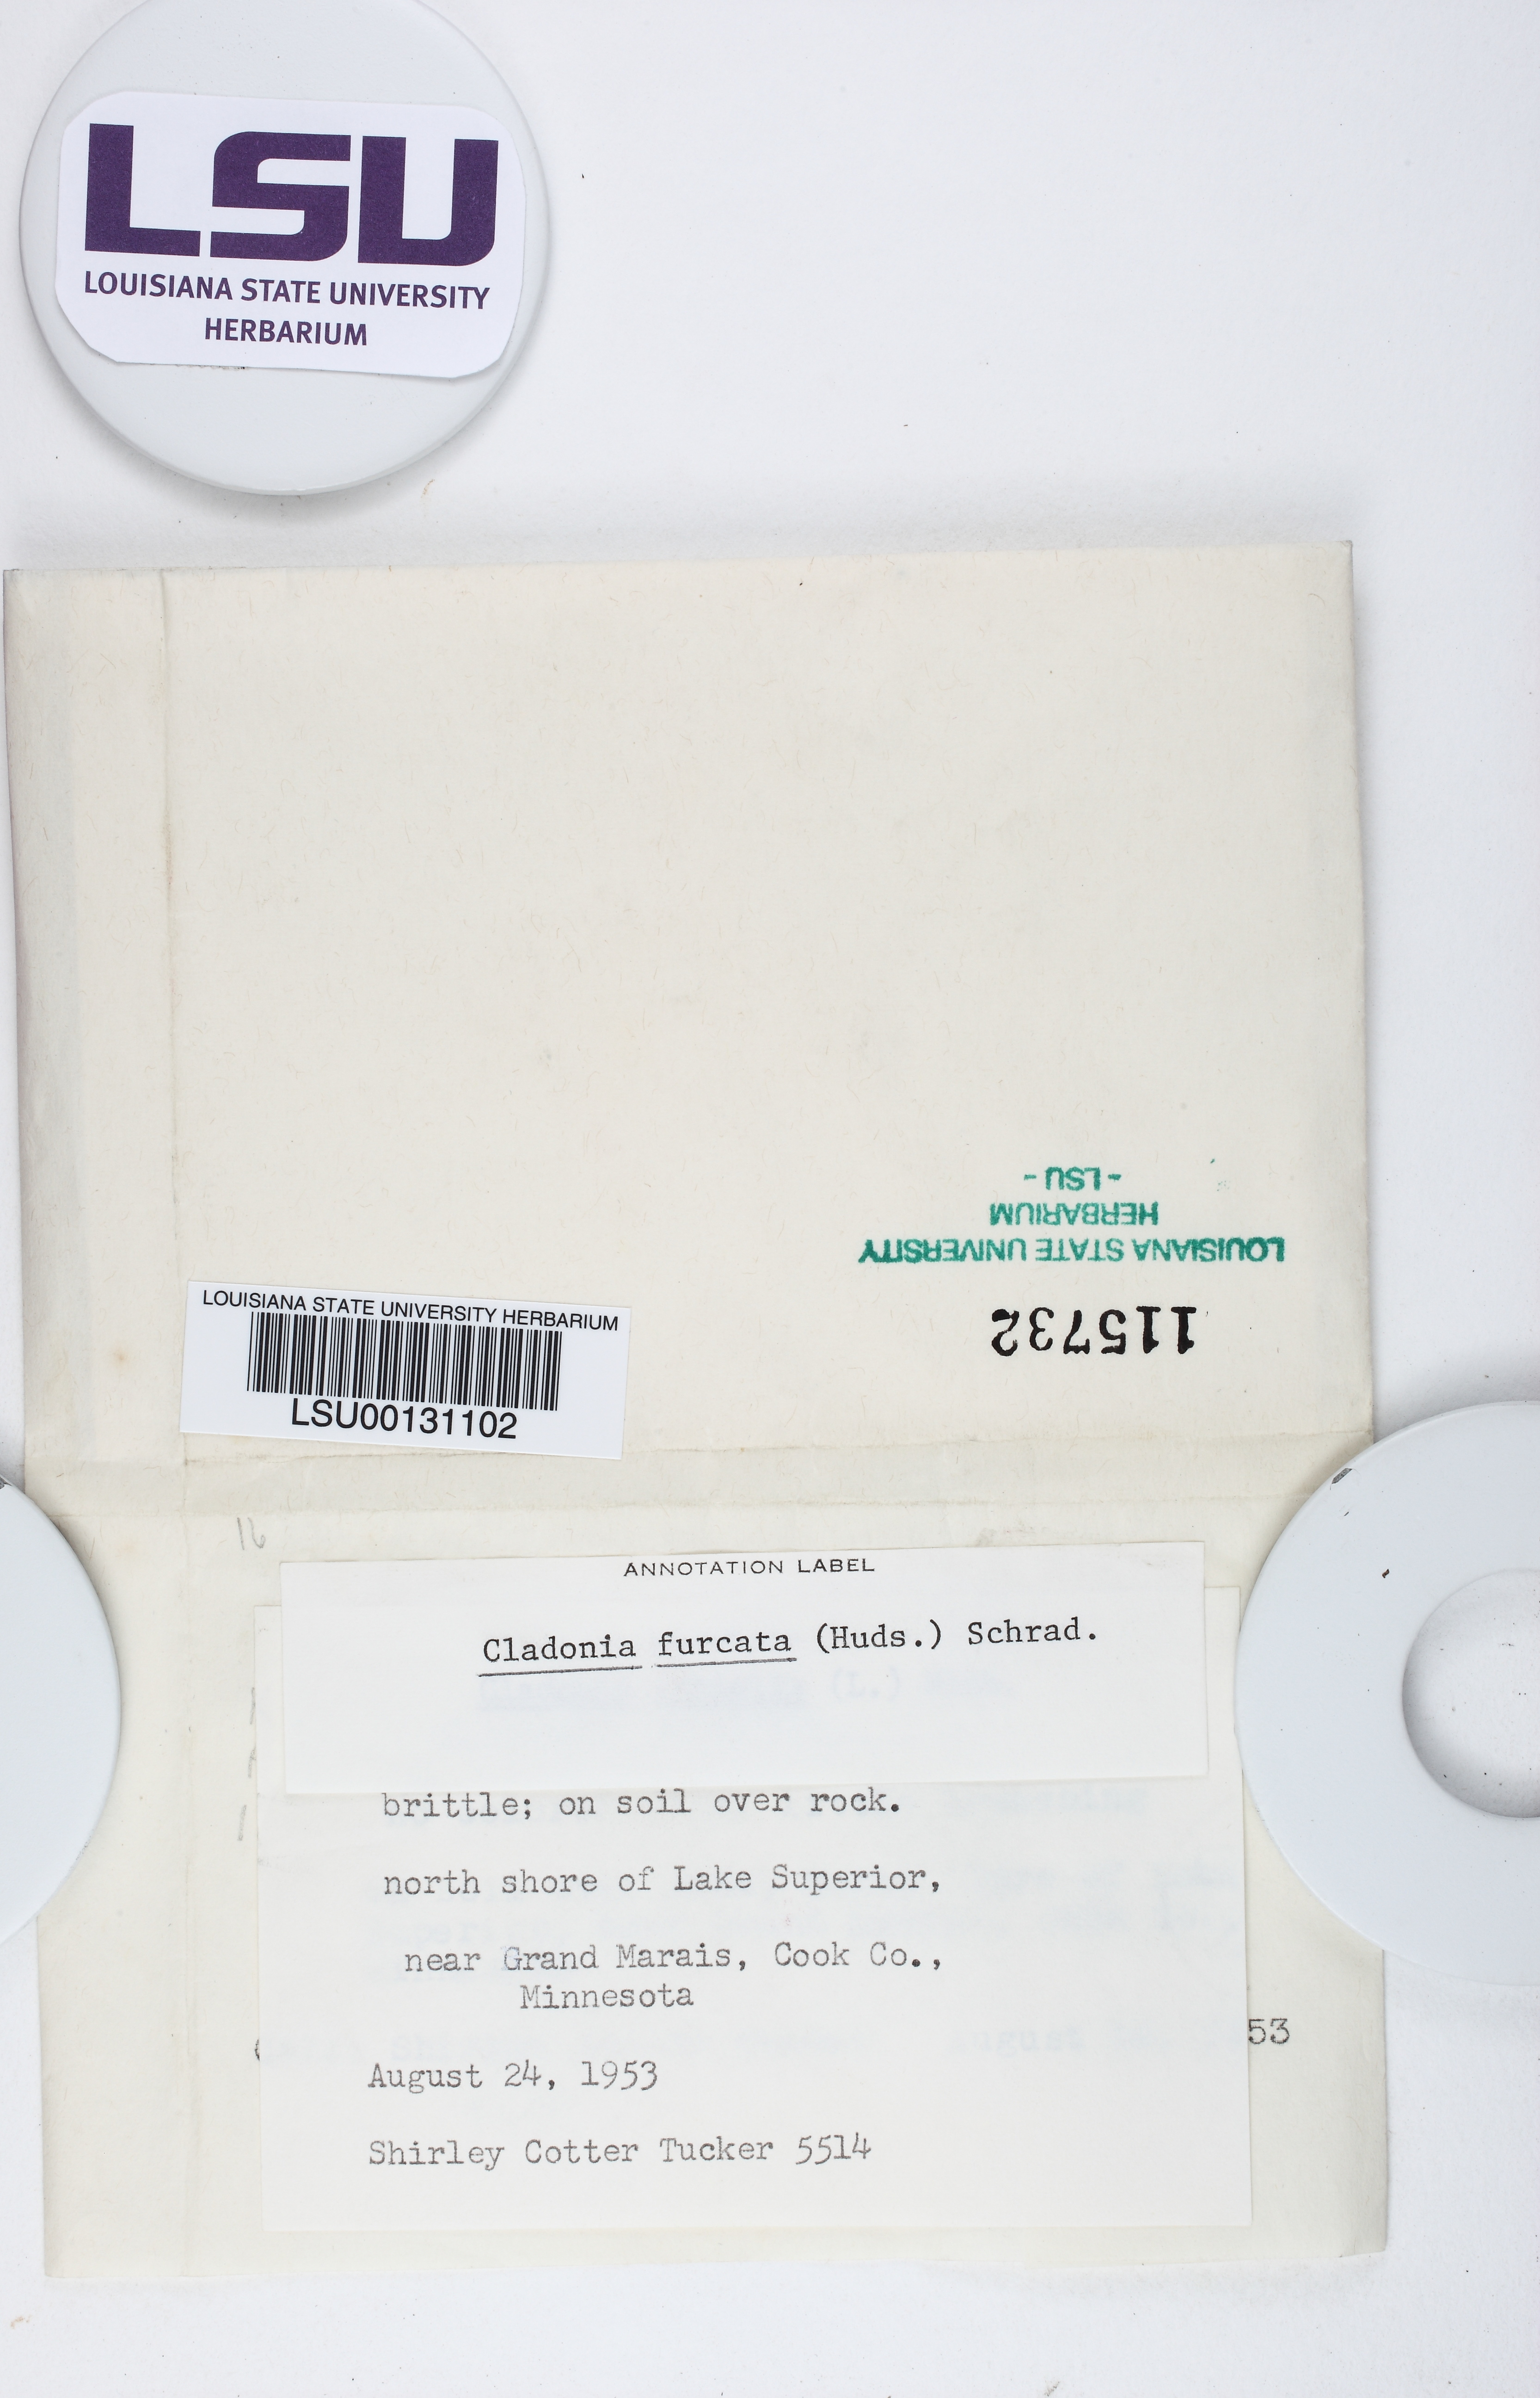 LSU
LOUISIANA STATE UNIVERSITY
HERBARIUM
- LSU -
HERBARIUM
LOUISIANA STATE UNIVERSITY
115732
LOUISIANA STATE UNIVERSITY HERBARIUM
LSU00131102
16
ANNOTATION LABEL
Cladonia furcata (Huds.) Schrad.
(L.)
brittle; on soil over rock.
north shore of Lake Superior,
near Grand Marais, Cook Co.,
Minnesota
53
August 24, 1953
Shirley Cotter Tucker 5514